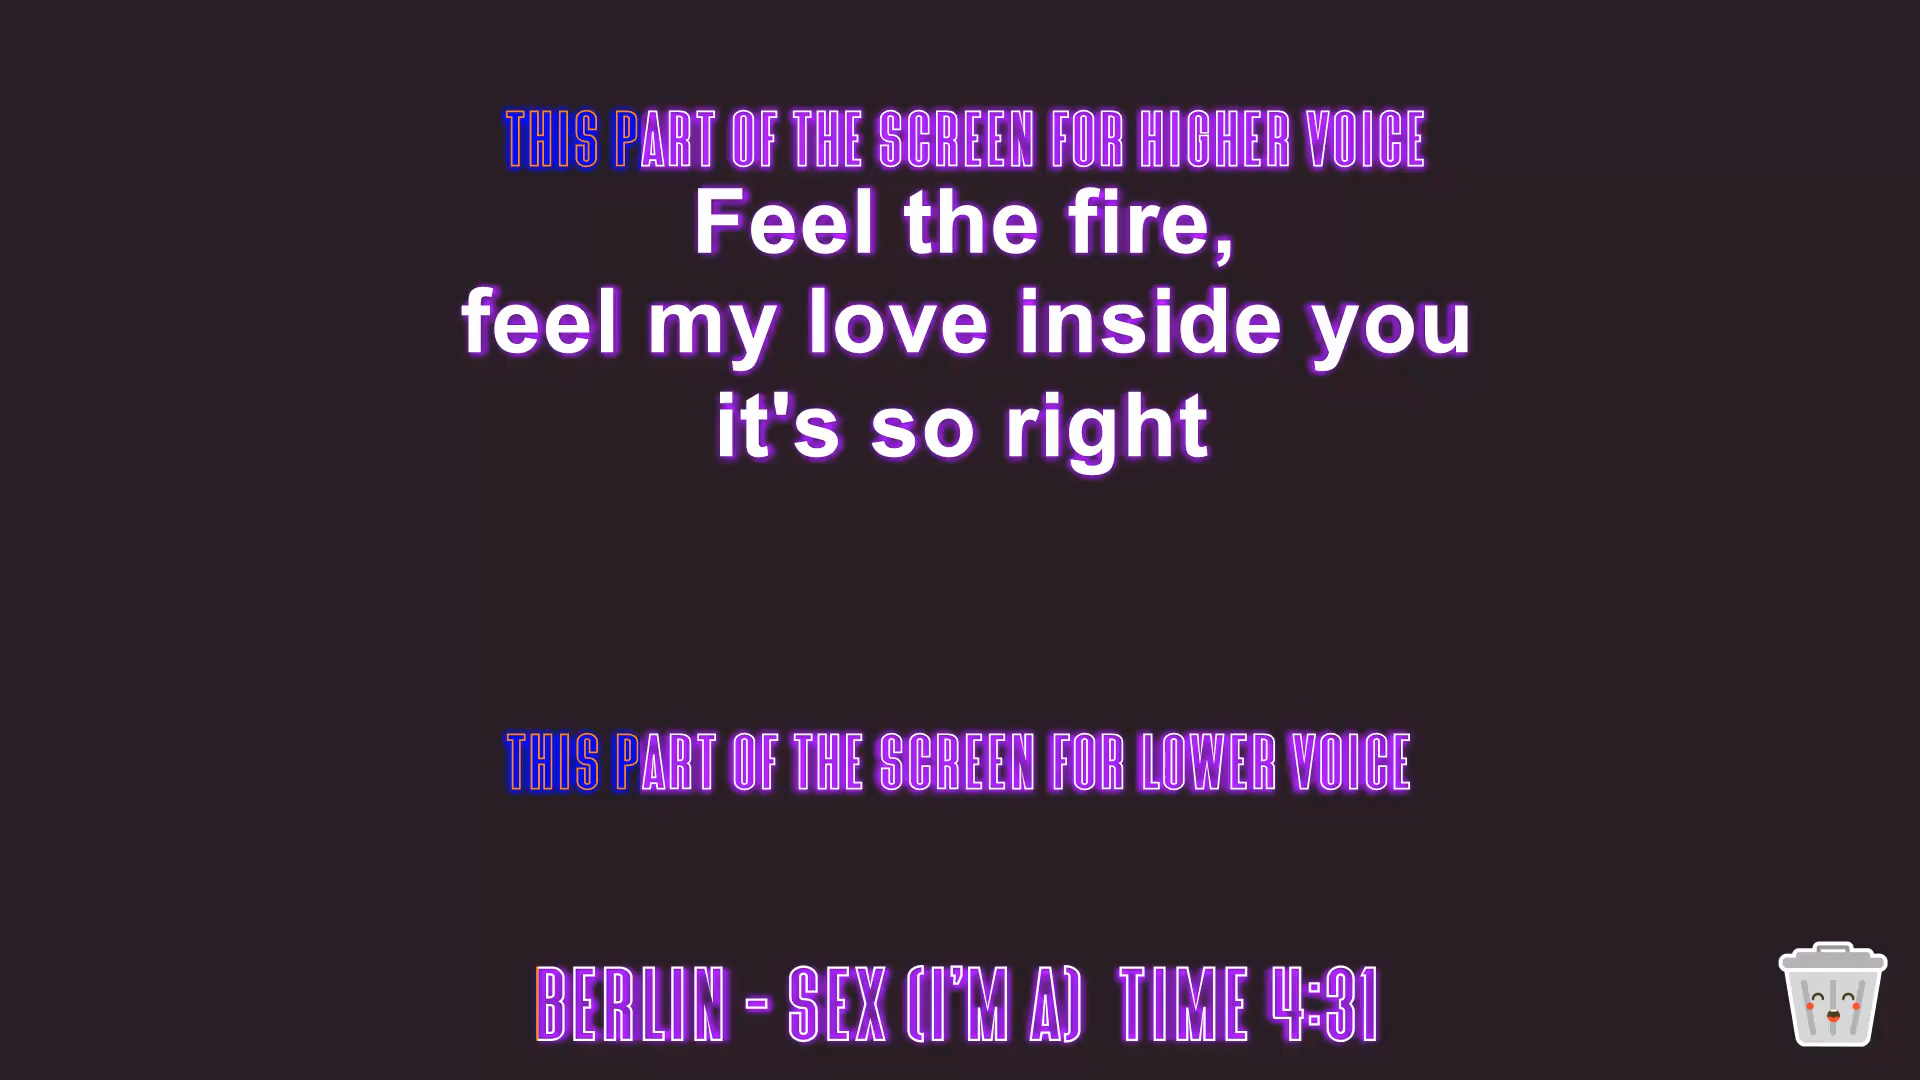 THIS PART OF THE SCREEN FOR HIGHER VOICE
Feel the fire,
feel my love inside you
it's so right
THIS PART OF THE SCREEN FOR LOWER VOICE
BERLIN - SEX (I'M A) TIME 4:31